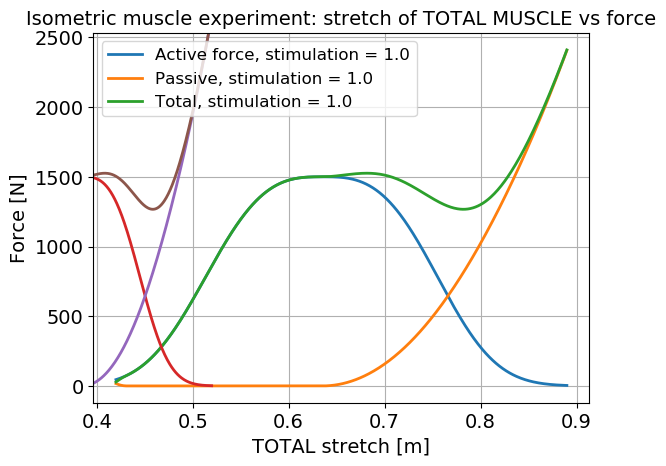 Isometric muscle experiment: stretch of TOTAL MUSCLE vs force
2500
2000
1500
1000
500
0
Force [N]
Active force, stimulation = 1.0
Passive, stimulation = 1.0
Total, stimulation = 1.0
0.4 0.5 0.6 0.7 0.8 0.9
TOTAL stretch [m]